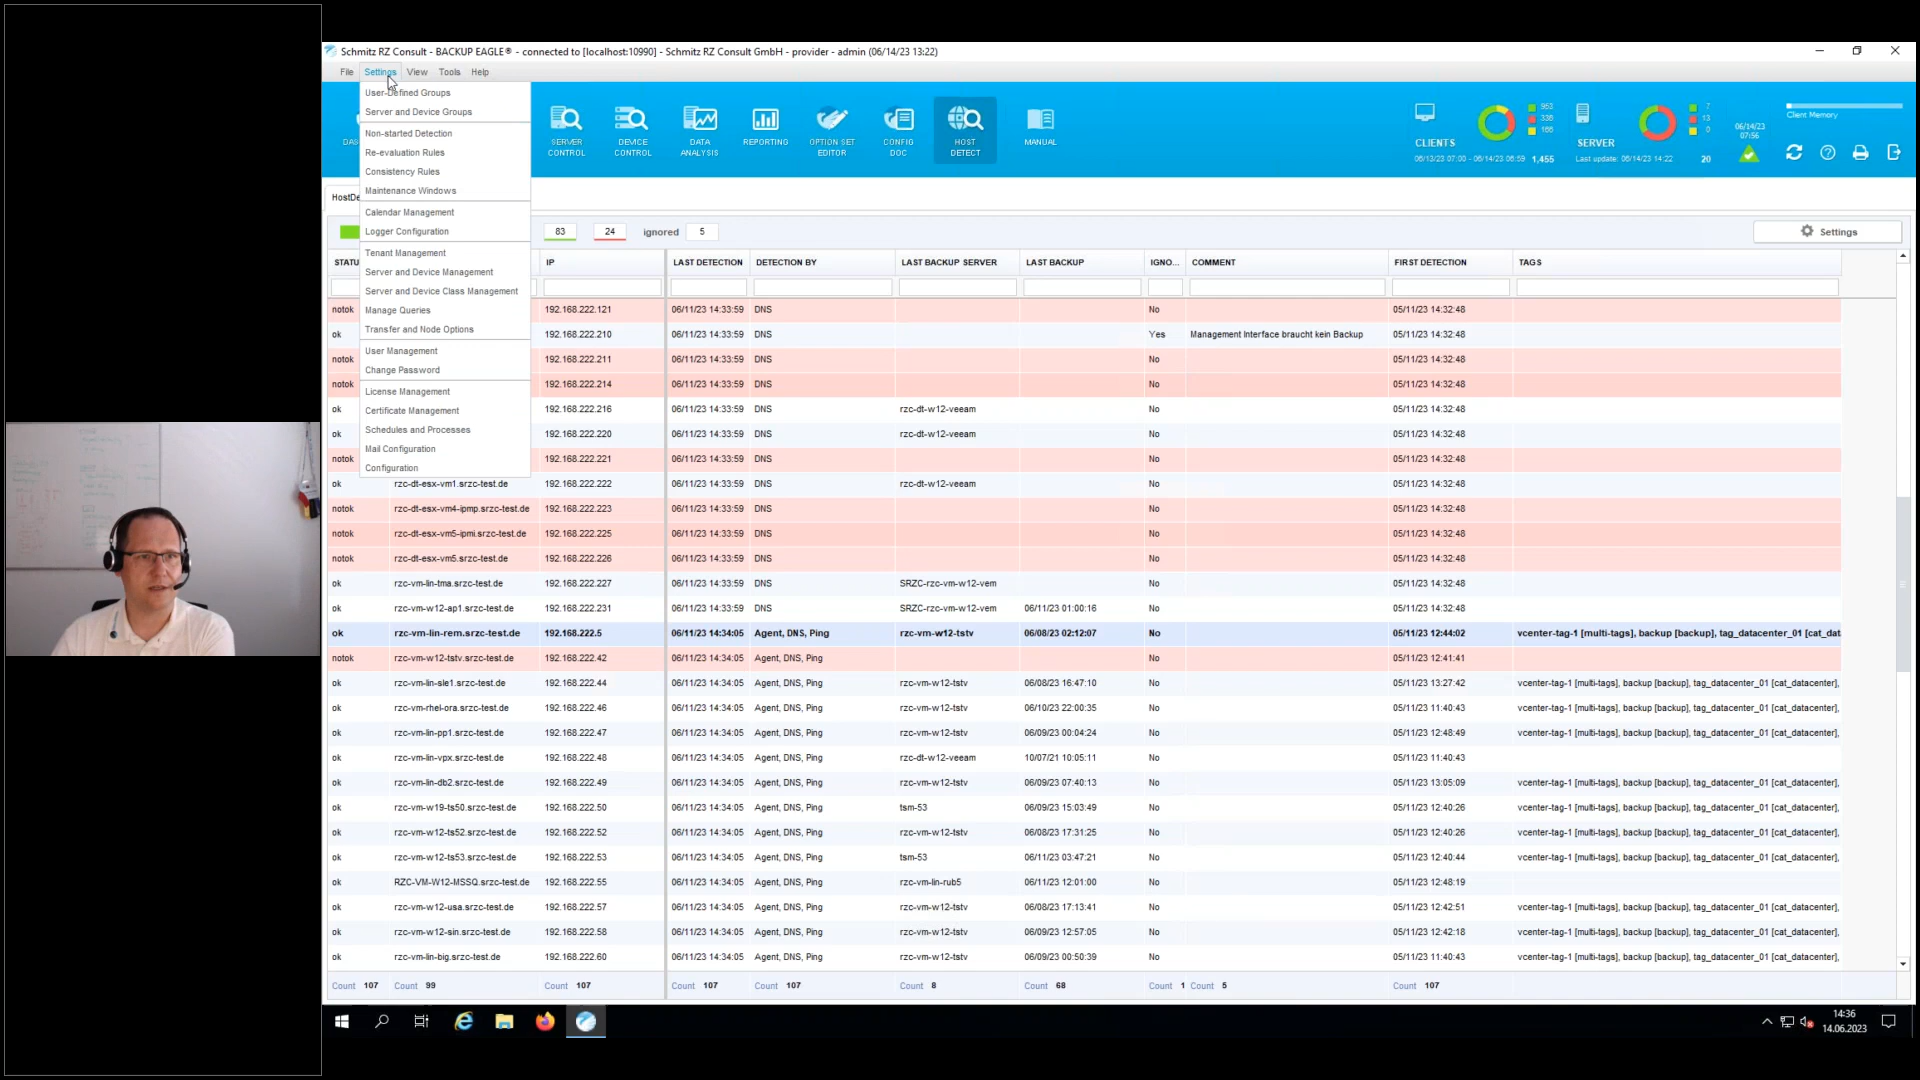 Schmitz RZ Consult - BACKUP EAGLE® - connected to [localhost:10990] - Schmitz RZ Consult GmbH - provider - admin (06/14/23 13:22)
File Settings View Tools Help
User-Defined Groups
Server and Device Groups
Non-started Detection
Re-evaluation Rules
Consistency Rules
Maintenance Windows
Calendar Management
Logger Configuration
Tenant Management
Server and Device Management
Server and Device Class Management
Manage Queries
Transfer and Node Options
User Management
Change Password
License Management
Certificate Management
Schedules and Processes
Mail Configuration
Configuration
SERVER CONTROL
DEVICE CONTROL
DATA ANALYSIS
REPORTING
OPTION SET EDITOR
CONFIG DOC
HOST DETECT
MANUAL
CLIENTS
953
336
166
06/13/23 07:00 - 06/14/23 06:59 1,455
SERVER
7
13
0
Last update: 06/14/23 14:22 20
06/14/23
07:56
Client Memory
83 24 ignored 5 Settings
IP LAST DETECTION DETECTION BY LAST BACKUP SERVER LAST BACKUP IGNO... COMMENT FIRST DETECTION TAGS
notok 192.168.222.121 06/11/23 14:33:59 DNS No 05/11/23 14:32:48
ok 192.168.222.210 06/11/23 14:33:59 DNS Yes Management Interface braucht kein Backup 05/11/23 14:32:48
notok 192.168.222.211 06/11/23 14:33:59 DNS No 05/11/23 14:32:48
notok 192.168.222.214 06/11/23 14:33:59 DNS No 05/11/23 14:32:48
ok 192.168.222.216 06/11/23 14:33:59 DNS rzc-dt-w12-veeam No 05/11/23 14:32:48
ok 192.168.222.220 06/11/23 14:33:59 DNS rzc-dt-w12-veeam No 05/11/23 14:32:48
notok 192.168.222.221 06/11/23 14:33:59 DNS No 05/11/23 14:32:48
ok rzc-dt-esx-vm1.srzc-test.de 192.168.222.222 06/11/23 14:33:59 DNS rzc-dt-w12-veeam No 05/11/23 14:32:48
notok rzc-dt-esx-vm4-ipmp.srzc-test.de 192.168.222.223 06/11/23 14:33:59 DNS No 05/11/23 14:32:48
notok rzc-dt-esx-vm5-ipmi.srzc-test.de 192.168.222.225 06/11/23 14:33:59 DNS No 05/11/23 14:32:48
notok rzc-dt-esx-vm5.srzc-test.de 192.168.222.226 06/11/23 14:33:59 DNS No 05/11/23 14:32:48
ok rzc-vm-lin-tma.srzc-test.de 192.168.222.227 06/11/23 14:33:59 DNS SRZC-rzc-vm-w12-vem No 05/11/23 14:32:48
ok rzc-vm-w12-ap1.srzc-test.de 192.168.222.231 06/11/23 14:33:59 DNS SRZC-rzc-vm-w12-vem 06/11/23 01:00:16 No 05/11/23 14:32:48
ok rzc-vm-lin-rem.srzc-test.de 192.168.222.5 06/11/23 14:34:05 Agent, DNS, Ping rzc-vm-w12-tstv 06/08/23 02:12:07 No 05/11/23 12:44:02 vcenter-tag-1 [multi-tags], backup [backup], tag_datacenter_01 [cat_dat
notok rzc-vm-w12-tstv.srzc-test.de 192.168.222.42 06/11/23 14:34:05 Agent, DNS, Ping No 05/11/23 12:41:41
ok rzc-vm-lin-sle1.srzc-test.de 192.168.222.44 06/11/23 14:34:05 Agent, DNS, Ping rzc-vm-w12-tstv 06/08/23 16:47:10 No 05/11/23 13:27:42 vcenter-tag-1 [multi-tags], backup [backup], tag_datacenter_01 [cat_datacenter],
ok rzc-vm-rhel-ora.srzc-test.de 192.168.222.46 06/11/23 14:34:05 Agent, DNS, Ping rzc-vm-w12-tstv 06/10/23 22:00:35 No 05/11/23 11:40:43 vcenter-tag-1 [multi-tags], backup [backup], tag_datacenter_01 [cat_datacenter],
ok rzc-vm-lin-pp1.srzc-test.de 192.168.222.47 06/11/23 14:34:05 Agent, DNS, Ping rzc-vm-w12-tstv 06/09/23 00:04:24 No 05/11/23 12:48:49 vcenter-tag-1 [multi-tags], backup [backup], tag_datacenter_01 [cat_datacenter],
ok rzc-vm-lin-vpx.srzc-test.de 192.168.222.48 06/11/23 14:34:05 Agent, DNS, Ping rzc-dt-w12-veeam 10/07/21 10:05:11 No 05/11/23 11:40:43
ok rzc-vm-lin-db2.srzc-test.de 192.168.222.49 06/11/23 14:34:05 Agent, DNS, Ping rzc-vm-w12-tstv 06/09/23 07:40:13 No 05/11/23 13:05:09 vcenter-tag-1 [multi-tags], backup [backup], tag_datacenter_01 [cat_datacenter],
ok rzc-vm-w19-ts50.srzc-test.de 192.168.222.50 06/11/23 14:34:05 Agent, DNS, Ping tsm-53 06/09/23 15:03:49 No 05/11/23 12:40:26 vcenter-tag-1 [multi-tags], backup [backup], tag_datacenter_01 [cat_datacenter],
ok rzc-vm-w12-ts52.srzc-test.de 192.168.222.52 06/11/23 14:34:05 Agent, DNS, Ping rzc-vm-w12-tstv 06/08/23 17:31:25 No 05/11/23 12:40:26 vcenter-tag-1 [multi-tags], backup [backup], tag_datacenter_01 [cat_datacenter],
ok rzc-vm-w12-ts53.srzc-test.de 192.168.222.53 06/11/23 14:34:05 Agent, DNS, Ping tsm-53 06/11/23 03:47:21 No 05/11/23 12:40:44 vcenter-tag-1 [multi-tags], backup [backup], tag_datacenter_01 [cat_datacenter],
ok RZC-VM-W12-MSSQ.srzc-test.de 192.168.222.55 06/11/23 14:34:05 Agent, DNS, Ping rzc-vm-lin-rub5 06/11/23 12:01:00 No 05/11/23 12:48:19
ok rzc-vm-w12-usa.srzc-test.de 192.168.222.57 06/11/23 14:34:05 Agent, DNS, Ping rzc-vm-w12-tstv 06/08/23 17:13:41 No 05/11/23 12:42:51 vcenter-tag-1 [multi-tags], backup [backup], tag_datacenter_01 [cat_datacenter],
ok rzc-vm-w12-sin.srzc-test.de 192.168.222.58 06/11/23 14:34:05 Agent, DNS, Ping rzc-vm-w12-tstv 06/09/23 12:57:05 No 05/11/23 12:42:18 vcenter-tag-1 [multi-tags], backup [backup], tag_datacenter_01 [cat_datacenter],
ok rzc-vm-lin-big.srzc-test.de 192.168.222.60 06/11/23 14:34:05 Agent, DNS, Ping rzc-vm-w12-tstv 06/09/23 00:50:39 No 05/11/23 11:40:43 vcenter-tag-1 [multi-tags], backup [backup], tag_datacenter_01 [cat_datacenter],
Count 107 Count 99 Count 107 Count 107 Count 107 Count 8 Count 68 Count 1 Count 5 Count 107
14:36
14.06.2023